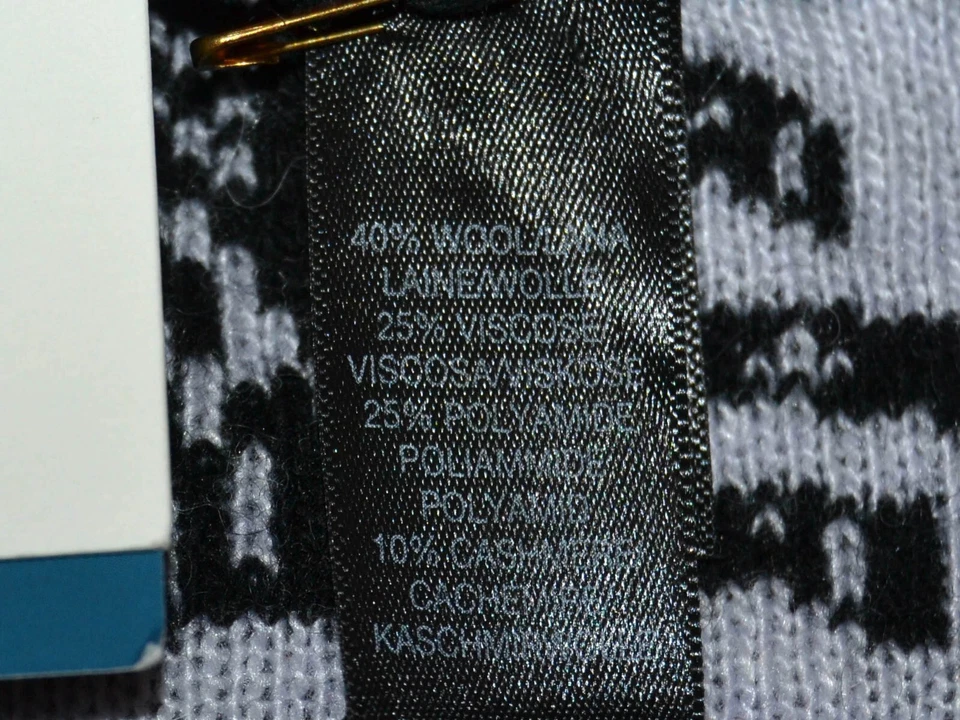 40% WOOL/LANA
LAINE/WOLLE
25% VISCOSE/
VISCOSA/VISKOSE
25% POLYAMIDE
POLIAMMIDE
POLYAMID
10% CASHMERE/
CACHEMIRE/